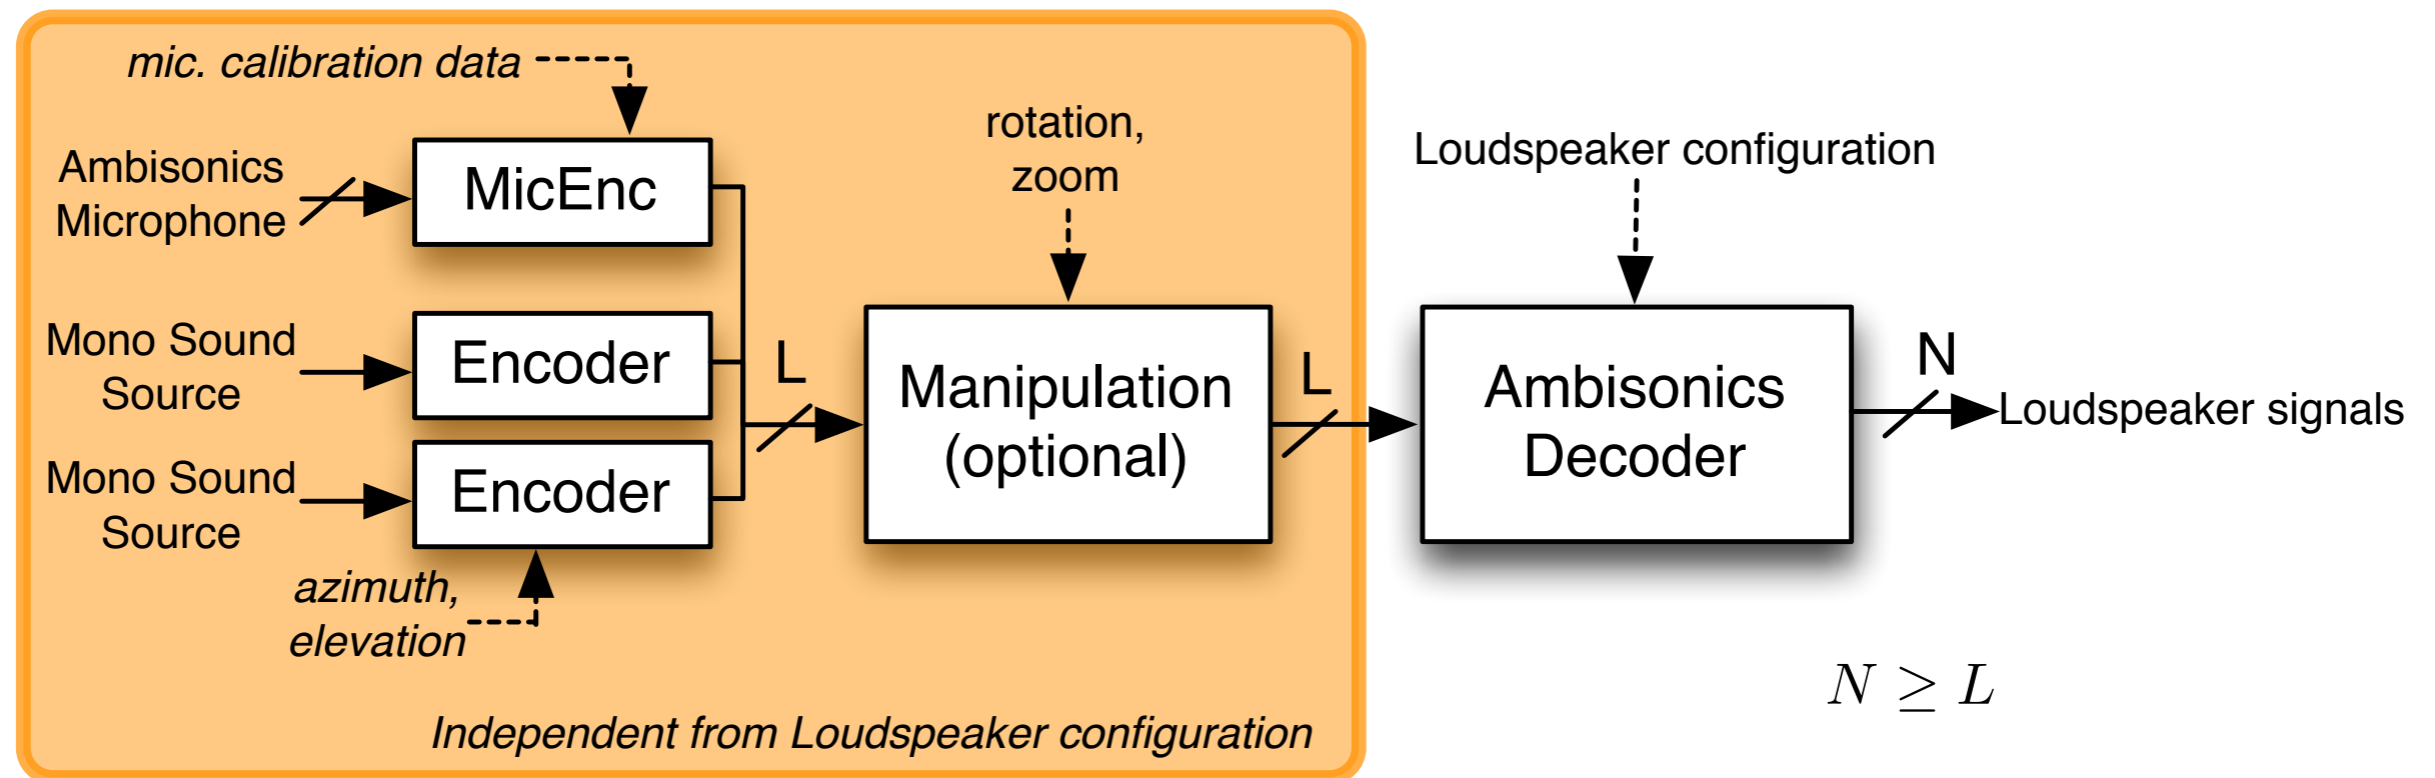 mic. calibration data
Ambisonics
Microphone
MicEnc
rotation,
zoom
Loudspeaker configuration
Mono Sound
Source
Encoder
L
Manipulation
(optional)
L
Ambisonics
Decoder
N
Loudspeaker signals
Mono Sound
Source
Encoder
azimuth,
elevation
N ≥ L
Independent from Loudspeaker configuration